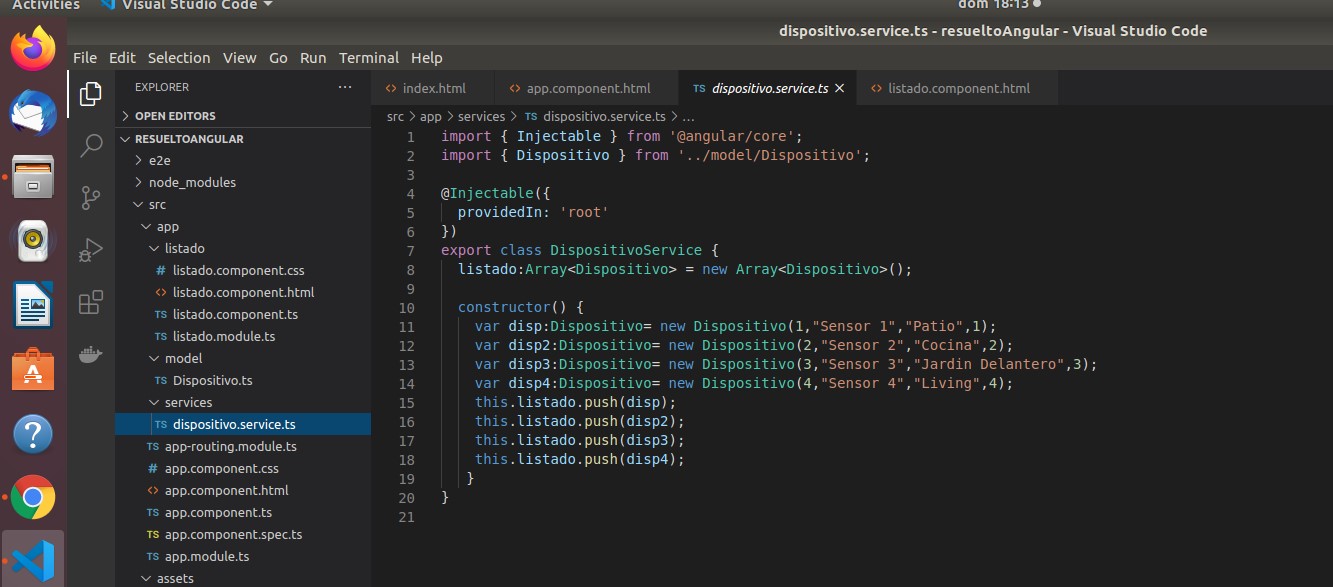 Activities Visual Studio Code dom 18:13
dispositivo.service.ts - resueltoAngular - Visual Studio Code
File Edit Selection View Go Run Terminal Help
EXPLORER ...
OPEN EDITORS
RESUELTOANGULAR
e2e
node_modules
src
app
listado
# listado.component.css
<> listado.component.html
TS listado.component.ts
TS listado.module.ts
model
TS Dispositivo.ts
services
TS dispositivo.service.ts
TS app-routing.module.ts
# app.component.css
<> app.component.html
TS app.component.ts
TS app.component.spec.ts
TS app.module.ts
assets
<> index.html <> app.component.html TS dispositivo.service.ts × <> listado.component.html
src > app > services > TS dispositivo.service.ts > ...
1 import { Injectable } from '@angular/core';
2 import { Dispositivo } from '../model/Dispositivo';
3
4 @Injectable({
5   providedIn: 'root'
6 })
7 export class DispositivoService {
8   listado:Array<Dispositivo> = new Array<Dispositivo>();
9
10   constructor() {
11     var disp:Dispositivo= new Dispositivo(1,"Sensor 1","Patio",1);
12     var disp2:Dispositivo= new Dispositivo(2,"Sensor 2","Cocina",2);
13     var disp3:Dispositivo= new Dispositivo(3,"Sensor 3","Jardin Delantero",3);
14     var disp4:Dispositivo= new Dispositivo(4,"Sensor 4","Living",4);
15     this.listado.push(disp);
16     this.listado.push(disp2);
17     this.listado.push(disp3);
18     this.listado.push(disp4);
19    }
20 }
21